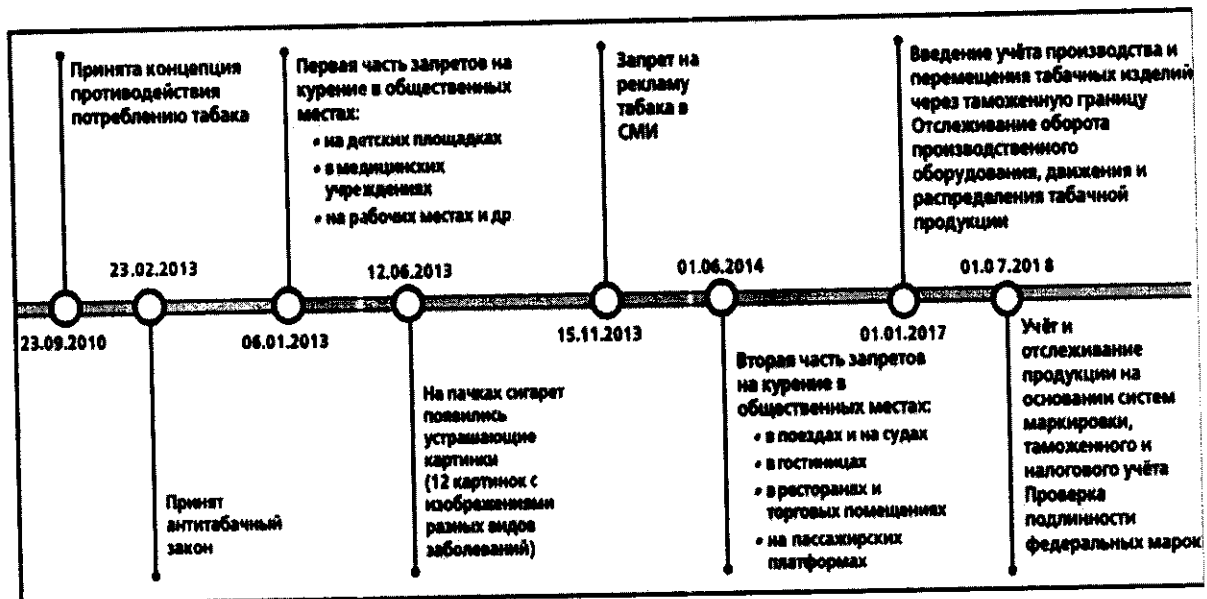 Принята концепция
противодействия
потреблению табака
23.09.2010
23.02.2013
Принят
антитабачный
закон
Первая часть запретов на
курение в общественных
местах:
• на детских площадках
• в медицинских
учреждениях
• на рабочих местах и др
06.01.2013
12.06.2013
На пачках сигарет
появились
устрашающие
картинки
(12 картинок с
изображениями
разных видов
заболеваний)
Запрет на
рекламу
табака в
СМИ
15.11.2013
01.06.2014
Вторая часть запретов
на курение в
общественных местах:
• в поездах и на судах
• в гостиницах
• в ресторанах и
торговых помещениях
• на пассажирских
платформах
Введение учёта производства и
перемещения табачных изделий
через таможенную границу
Отслеживание оборота
производственного
оборудования, движения и
распределения табачной
продукции
01.01.2017
01.07.2018
Учёт и
отслеживание
продукции на
основании систем
маркировки,
таможенного и
налогового учёта
Проверка
подлинности
федеральных марок